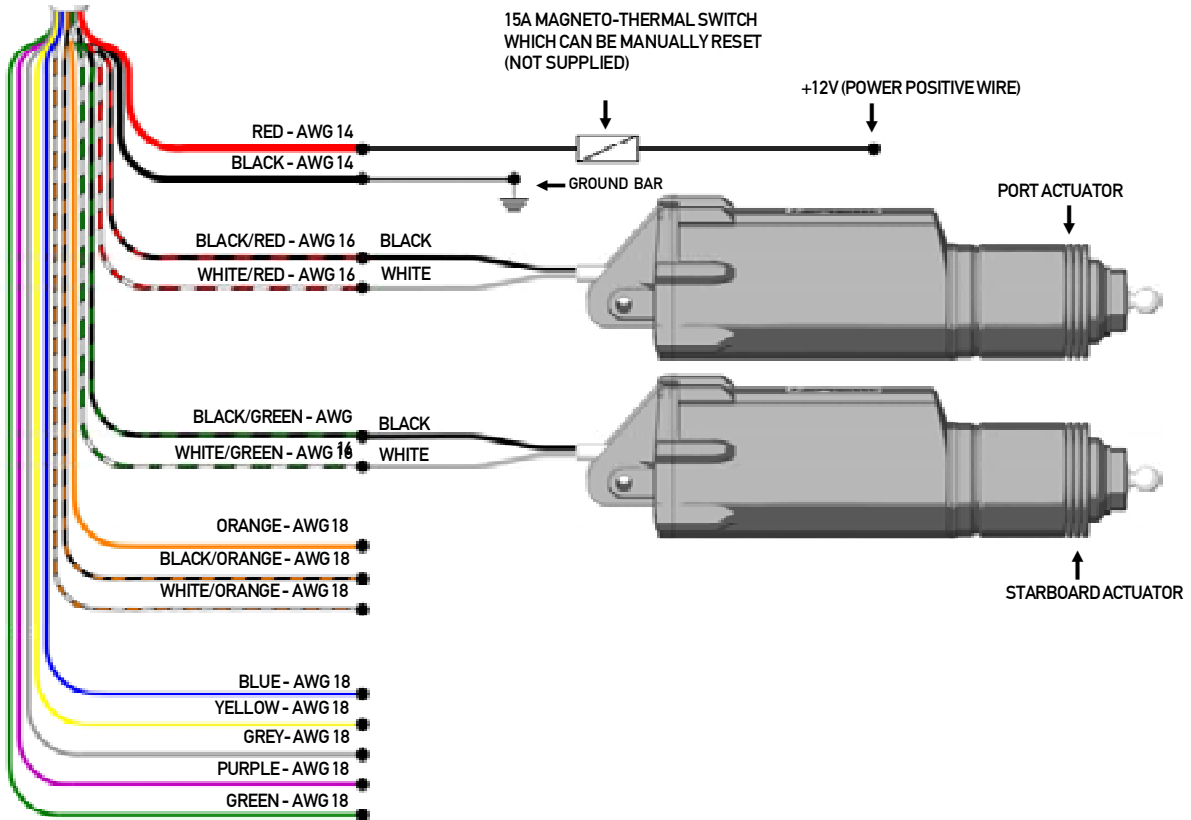 15A MAGNETO-THERMAL SWITCH
WHICH CAN BE MANUALLY RESET
(NOT SUPPLIED)
+12V (POWER POSITIVE WIRE)
RED - AWG 14
BLACK - AWG 14
GROUND BAR
PORT ACTUATOR
BLACK/RED - AWG 16
BLACK
WHITE/RED - AWG 16
WHITE
BLACK/GREEN - AWG
16
BLACK
WHITE/GREEN - AWG 16
WHITE
ORANGE - AWG 18
BLACK/ORANGE - AWG 18
WHITE/ORANGE - AWG 18
STARBOARD ACTUATOR
BLUE - AWG 18
YELLOW - AWG 18
GREY- AWG 18
PURPLE - AWG 18
GREEN - AWG 18